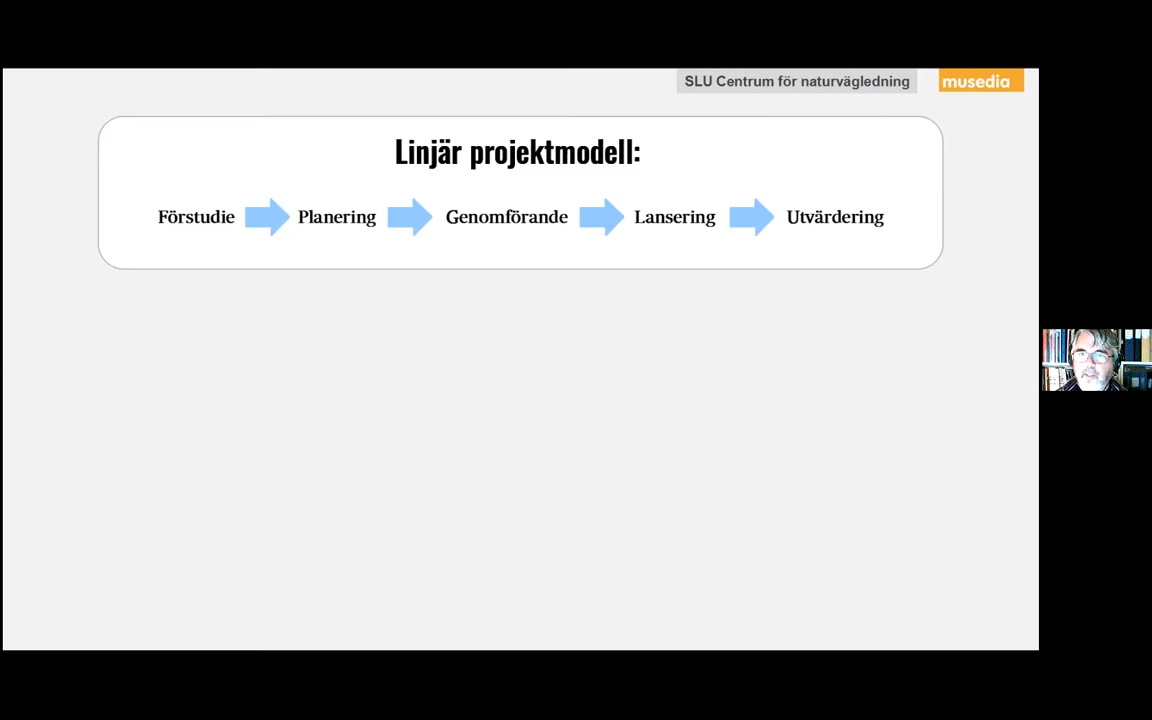 SLU Centrum för naturvägledning musedia
Linjär projektmodell:
Förstudie Planering Genomförande Lansering Utvärdering